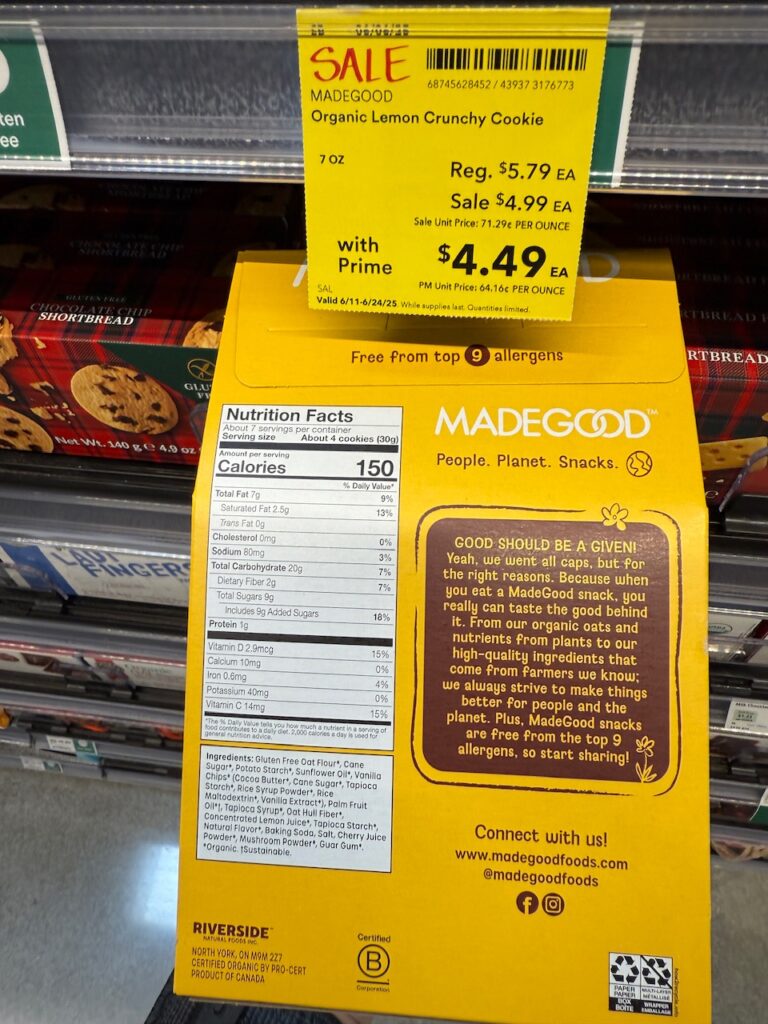 SALE
68745628452 / 43937 3176773
MADEGOOD
Organic Lemon Crunchy Cookie
7 OZ
Reg. $5.79 EA
Sale $4.99 EA
Sale Unit Price: 71.29¢ PER OUNCE
with
Prime
$4.49 EA
PM Unit Price: 64.16¢ PER OUNCE
SAL
Valid 6/11-6/24/25 While supplies last. Quantities limited.
ten
ee
GLUTEN FREE
CHOCOLATE CHIP
SHORTBREAD
Net Wt. 140 g e 4.9 oz
RTBREAD
Free from top 9 allergens
Nutrition Facts
About 7 servings per container
Serving size About 4 cookies (30g)
Amount per serving
Calories 150
% Daily Value*
Total Fat 7g 9%
Saturated Fat 2.5g 13%
Trans Fat 0g
Cholesterol 0mg 0%
Sodium 80mg 3%
Total Carbohydrate 20g 7%
Dietary Fiber 2g 7%
Total Sugars 9g
Includes 9g Added Sugars 18%
Protein 1g
Vitamin D 2.9mcg 15%
Calcium 10mg 0%
Iron 0.6mg 4%
Potassium 40mg 0%
Vitamin C 14mg 15%
*The % Daily Value tells you how much a nutrient in a serving of
food contributes to a daily diet. 2,000 calories a day is used for
general nutrition advice.
Ingredients: Gluten Free Oat Flour*, Cane
Sugar*, Potato Starch*, Sunflower Oil*, Vanilla
Chips* (Cocoa Butter*, Cane Sugar*, Tapioca
Starch*, Rice Syrup Powder*, Rice
Maltodextrin*, Vanilla Extract*), Palm Fruit
Oil*†, Tapioca Syrup*, Oat Hull Fiber*,
Concentrated Lemon Juice*, Tapioca Starch*,
Natural Flavor*, Baking Soda, Salt, Cherry Juice
Powder*, Mushroom Powder*, Guar Gum*.
*Organic. †Sustainable.
MADEGOOD™
People. Planet. Snacks.
GOOD SHOULD BE A GIVEN!
Yeah, we went all caps, but for
the right reasons. Because when
you eat a MadeGood snack, you
really can taste the good behind
it. From our organic oats and
nutrients from plants to our
high-quality ingredients that
come from farmers we know;
we always strive to make things
better for people and the
planet. Plus, MadeGood snacks
are free from the top 9
allergens, so start sharing!
Connect with us!
www.madegoodfoods.com
@madegoodfoods
RIVERSIDE™
NATURAL FOODS INC.
NORTH YORK, ON M9M 2Z7
CERTIFIED ORGANIC BY PRO-CERT
PRODUCT OF CANADA
Certified
B
Corporation
PAPER
PAPIER
BOX
BOÎTE
MULTI-LAYER
MÉTALLISÉ
WRAPPER
EMBALLAGE